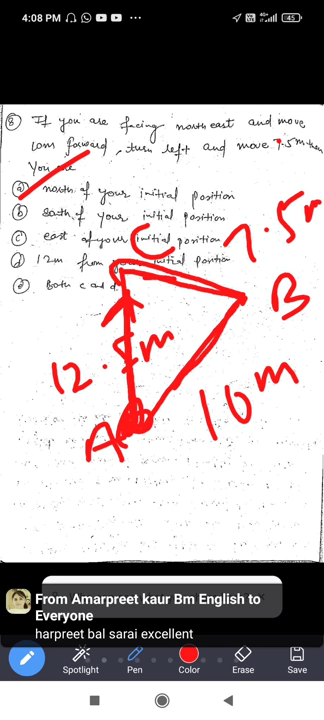 4:08 PM
45
⑧ If you are facing north east and move
10m forward, turn left and move 7.5m then
You are
ⓐ north of your initial position
ⓑ south of your initial position
ⓒ east of your initial position
ⓓ 12m from your initial position
ⓔ Both c and d
C
7.5
B
12.5m
10m
A
From Amarpreet kaur Bm English to
Everyone
harpreet bal sarai excellent
Spotlight
Pen
Color
Erase
Save